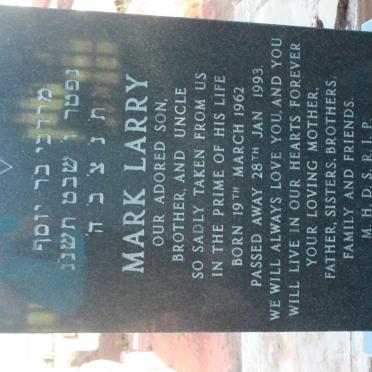 מרדכי בר יוסף
נפטר ו שבט תשנג
ת נ צ ב ה
MARK LARRY
OUR ADORED SON,
BROTHER, AND UNCLE
SO SADLY TAKEN FROM US
IN THE PRIME OF HIS LIFE
BORN 19TH MARCH 1962
PASSED AWAY 28TH JAN 1993.
WE WILL ALWAYS LOVE YOU, AND YOU
WILL LIVE IN OUR HEARTS FOREVER
YOUR LOVING MOTHER,
FATHER, SISTERS, BROTHERS,
FAMILY AND FRIENDS.
M. H. D. S. R. I. P.